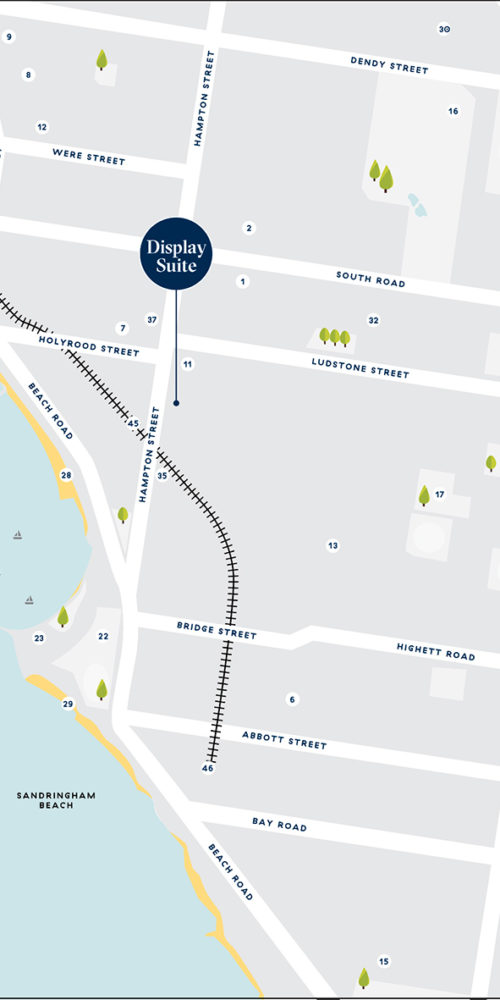 30
9
DENDY STREET
HAMPTON STREET
8
16
12
WERE STREET
2
Display
Suite
SOUTH ROAD
1
37
32
7
HOLYROOD STREET
11
LUDSTONE STREET
BEACH ROAD
45
HAMPTON STREET
28
35
17
13
BRIDGE STREET
23
22
HIGHETT ROAD
29
6
ABBOTT STREET
46
SANDRINGHAM
BEACH
BAY ROAD
BEACH ROAD
15